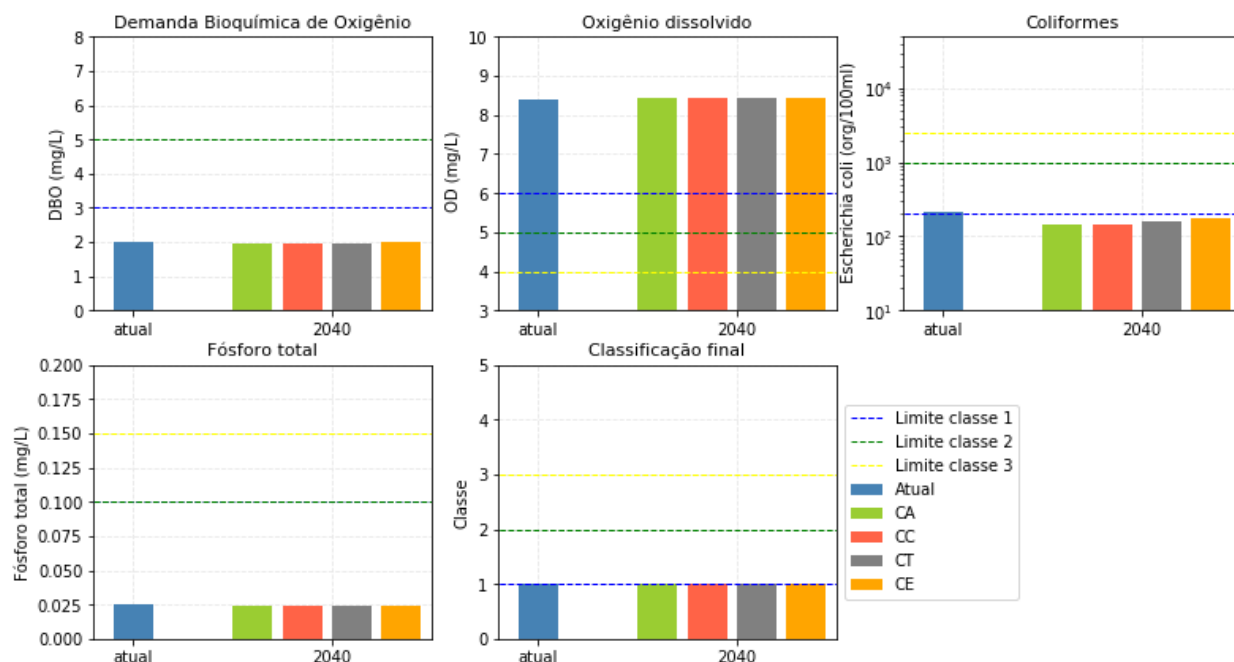 Demanda Bioquímica de Oxigênio
DBO (mg/L)
8
7
6
5
4
3
2
1
0
atual
2040
Oxigênio dissolvido
OD (mg/L)
10
9
8
7
6
5
4
3
atual
2040
Coliformes
Escherichia coli (org/100ml)
10⁴
10³
10²
10¹
atual
2040
Fósforo total
Fósforo total (mg/L)
0.200
0.175
0.150
0.125
0.100
0.075
0.050
0.025
0.000
atual
2040
Classificação final
Classe
5
4
3
2
1
0
atual
2040
Limite classe 1
Limite classe 2
Limite classe 3
Atual
CA
CC
CT
CE